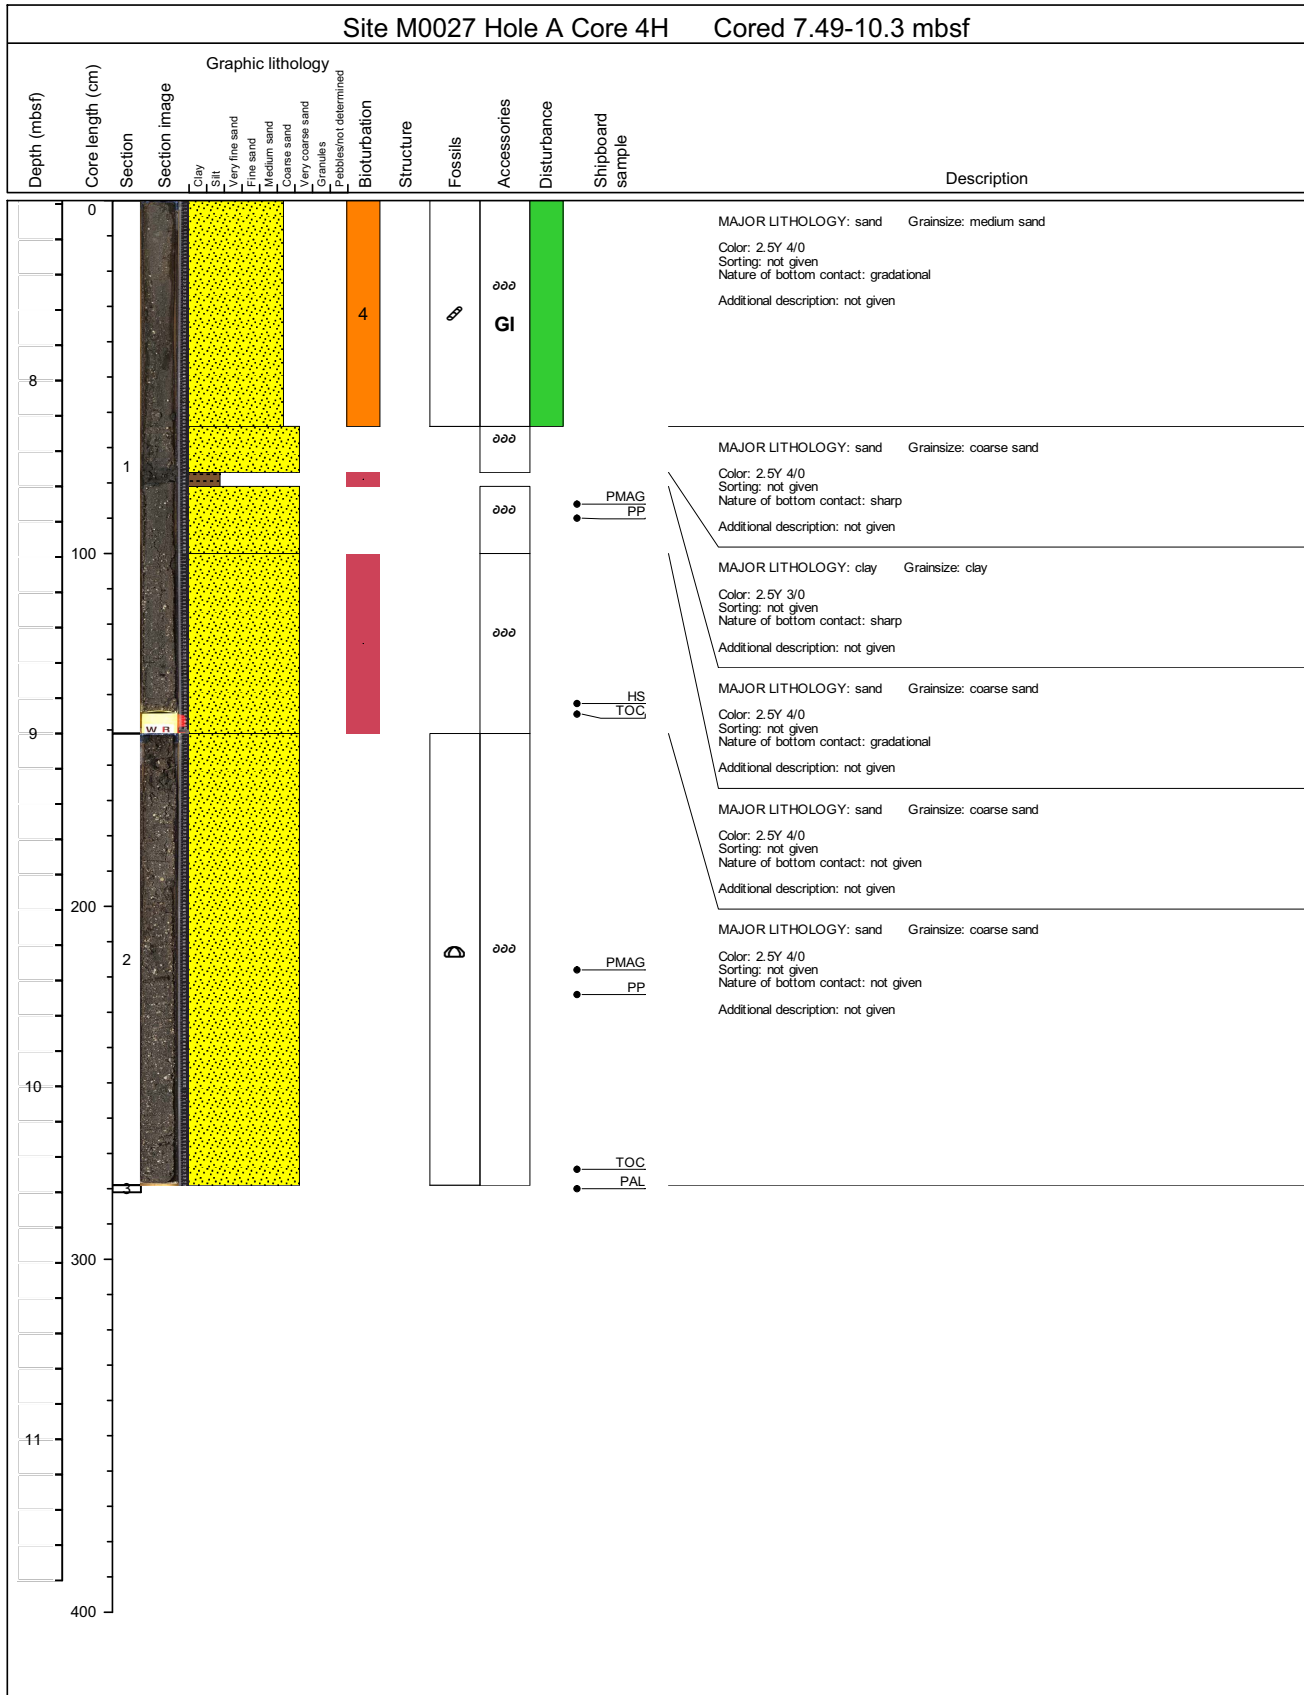 Site M0027 Hole A Core 4H Cored 7.49-10.3 mbsf
Depth (mbsf)
Core length (cm)
Section
Section image
Graphic lithology
Clay
Silt
Very fine sand
Fine sand
Medium sand
Coarse sand
Very coarse sand
Granules
Pebbles/not determined
Bioturbation
Structure
Fossils
Accessories
Disturbance
Shipboard
sample
Description
0
MAJOR LITHOLOGY: sand Grainsize: medium sand
Color: 2.5Y 4/0
Sorting: not given
Nature of bottom contact: gradational
Additional description: not given
4
GI
8
1
MAJOR LITHOLOGY: sand Grainsize: coarse sand
Color: 2.5Y 4/0
Sorting: not given
Nature of bottom contact: sharp
Additional description: not given
PMAG
PP
100
MAJOR LITHOLOGY: clay Grainsize: clay
Color: 2.5Y 3/0
Sorting: not given
Nature of bottom contact: sharp
Additional description: not given
HS
TOC
MAJOR LITHOLOGY: sand Grainsize: coarse sand
Color: 2.5Y 4/0
Sorting: not given
Nature of bottom contact: gradational
Additional description: not given
9
W R
MAJOR LITHOLOGY: sand Grainsize: coarse sand
Color: 2.5Y 4/0
Sorting: not given
Nature of bottom contact: not given
Additional description: not given
200
2
MAJOR LITHOLOGY: sand Grainsize: coarse sand
Color: 2.5Y 4/0
Sorting: not given
Nature of bottom contact: not given
Additional description: not given
PMAG
PP
10
TOC
PAL
3
300
11
400